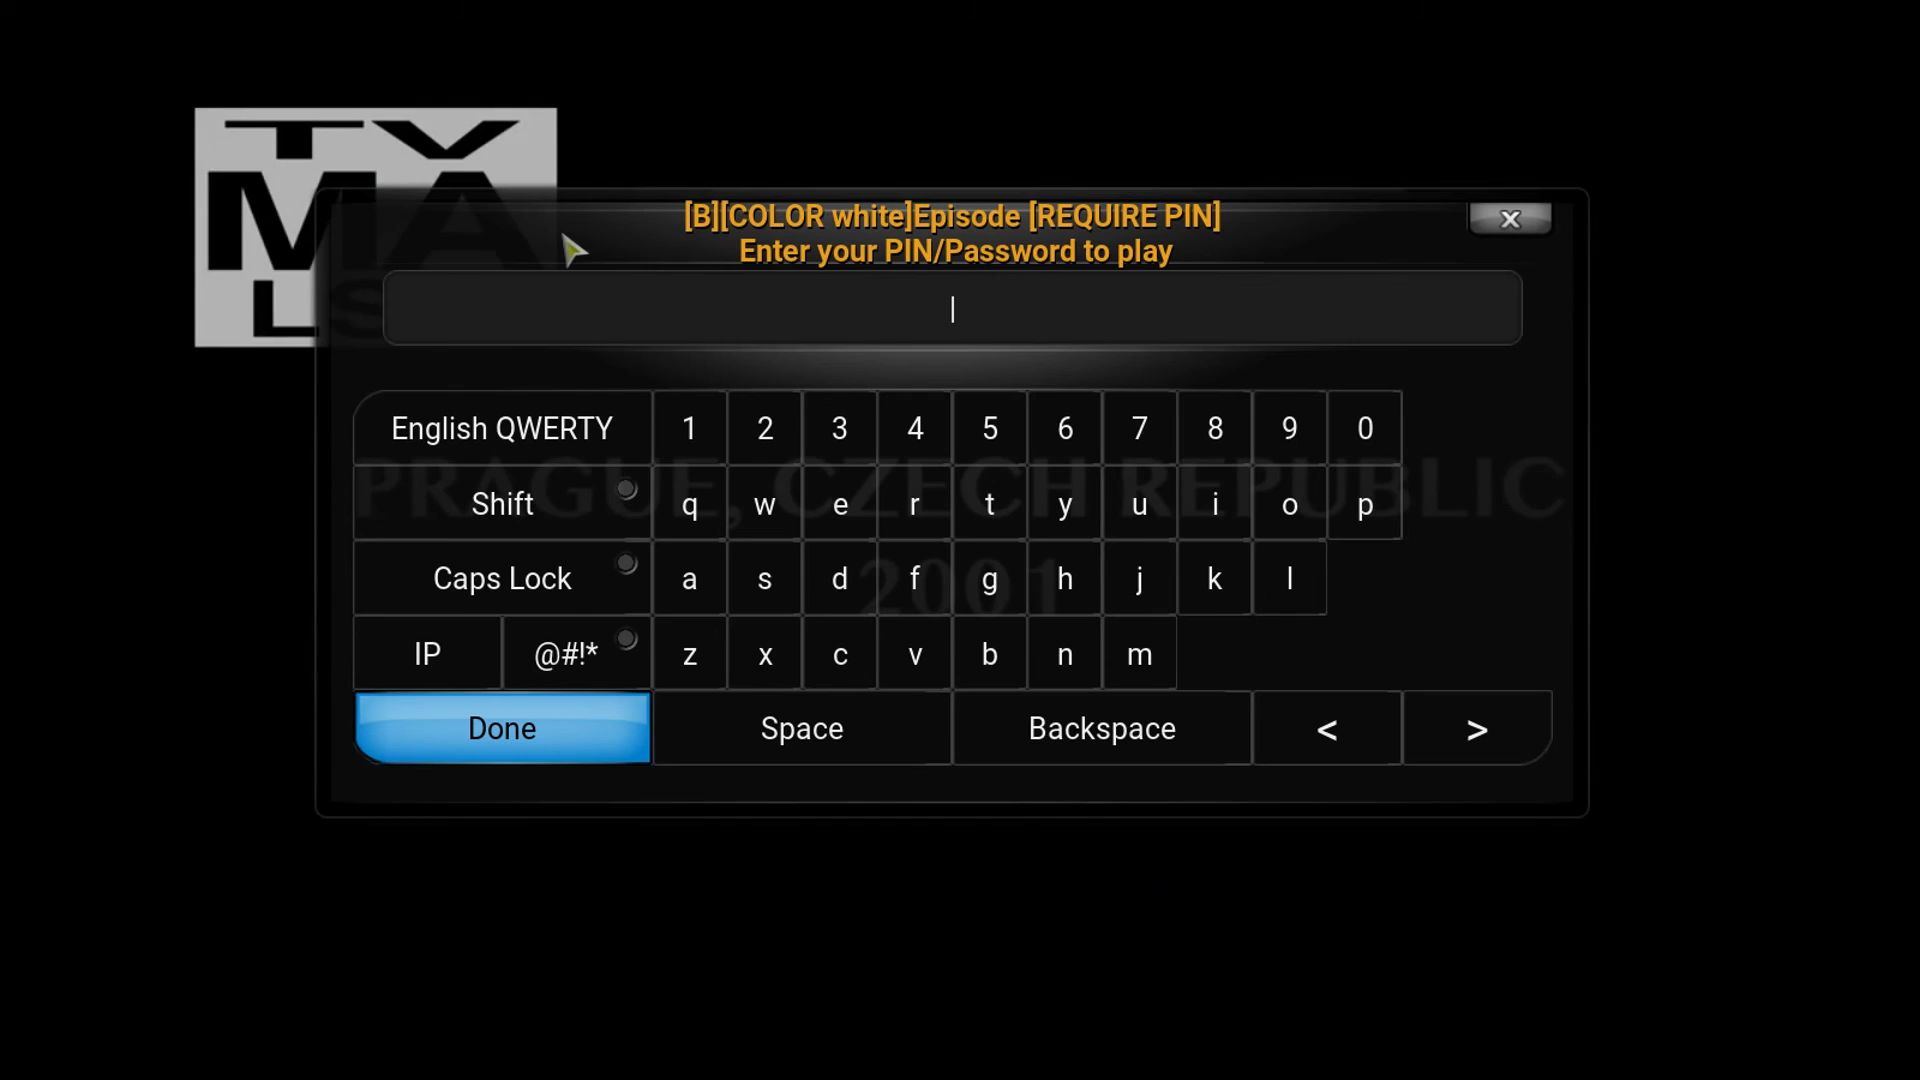 TV
MA
LS
[B][COLOR white]Episode [REQUIRE PIN]
Enter your PIN/Password to play
x
English QWERTY 1 2 3 4 5 6 7 8 9 0
Shift q w e r t y u i o p
PRAGUE, CZECH REPUBLIC
Caps Lock a s d f g h j k l
2001
IP @#!* z x c v b n m
Done Space Backspace < >